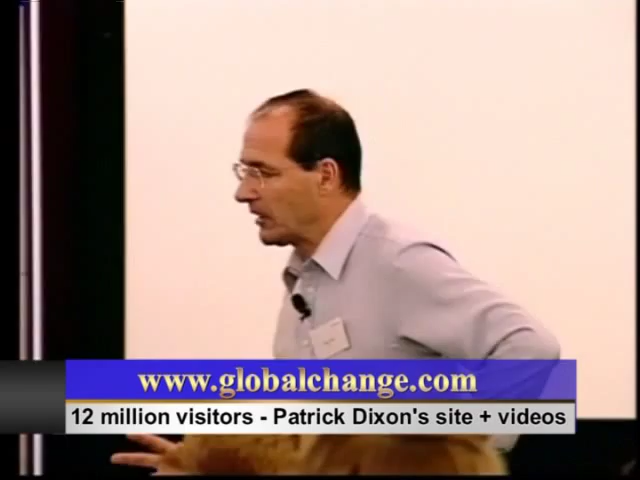 www.globalchange.com
12 million visitors - Patrick Dixon's site + videos